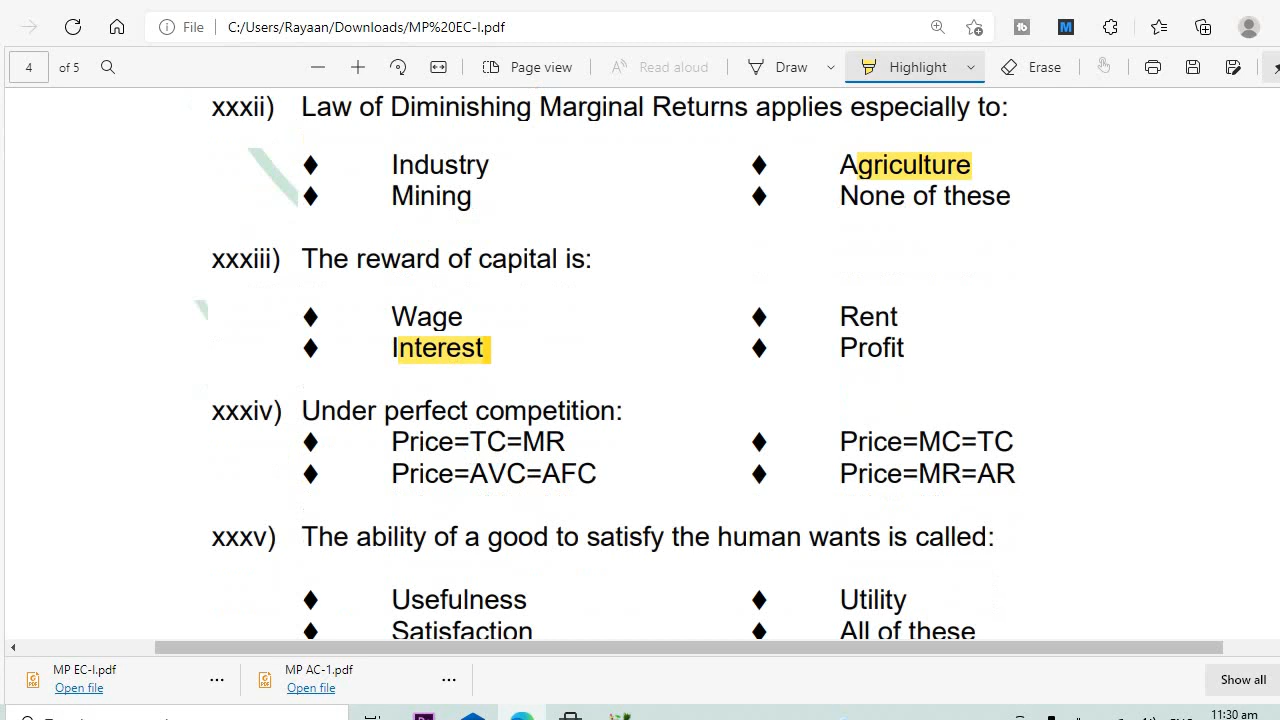 File C:/Users/Rayaan/Downloads/MP%20EC-I.pdf
4 of 5 Page view Read aloud Draw Highlight Erase
xxxii) Law of Diminishing Marginal Returns applies especially to:
♦ Industry ♦ Agriculture
♦ Mining ♦ None of these
xxxiii) The reward of capital is:
♦ Wage ♦ Rent
♦ Interest ♦ Profit
xxxiv) Under perfect competition:
♦ Price=TC=MR ♦ Price=MC=TC
♦ Price=AVC=AFC ♦ Price=MR=AR
xxxv) The ability of a good to satisfy the human wants is called:
♦ Usefulness ♦ Utility
♦ Satisfaction ♦ All of these
MP EC-I.pdf MP AC-1.pdf
Open file Open file Show all
11:30 am